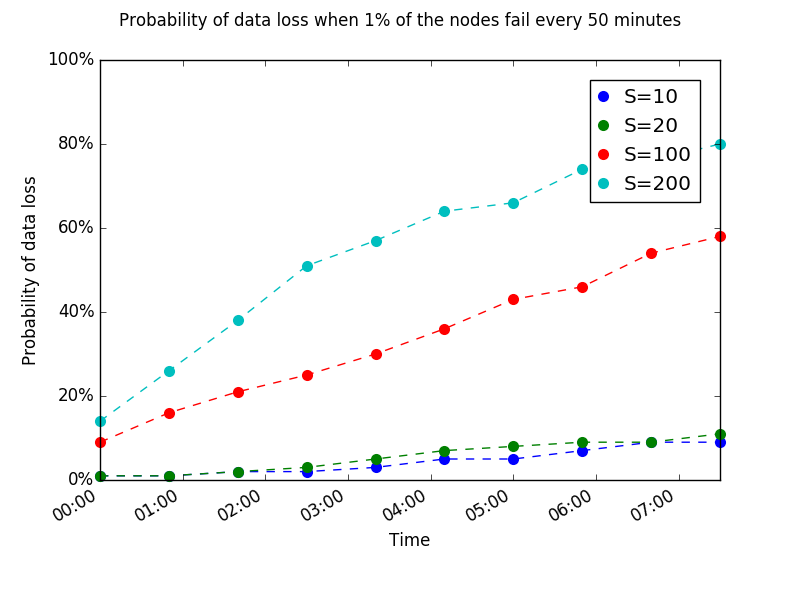 Probability of data loss when 1% of the nodes fail every 50 minutes
100%
80%
60%
40%
20%
0%
Probability of data loss
S=10
S=20
S=100
S=200
00:00
01:00
02:00
03:00
04:00
05:00
06:00
07:00
Time